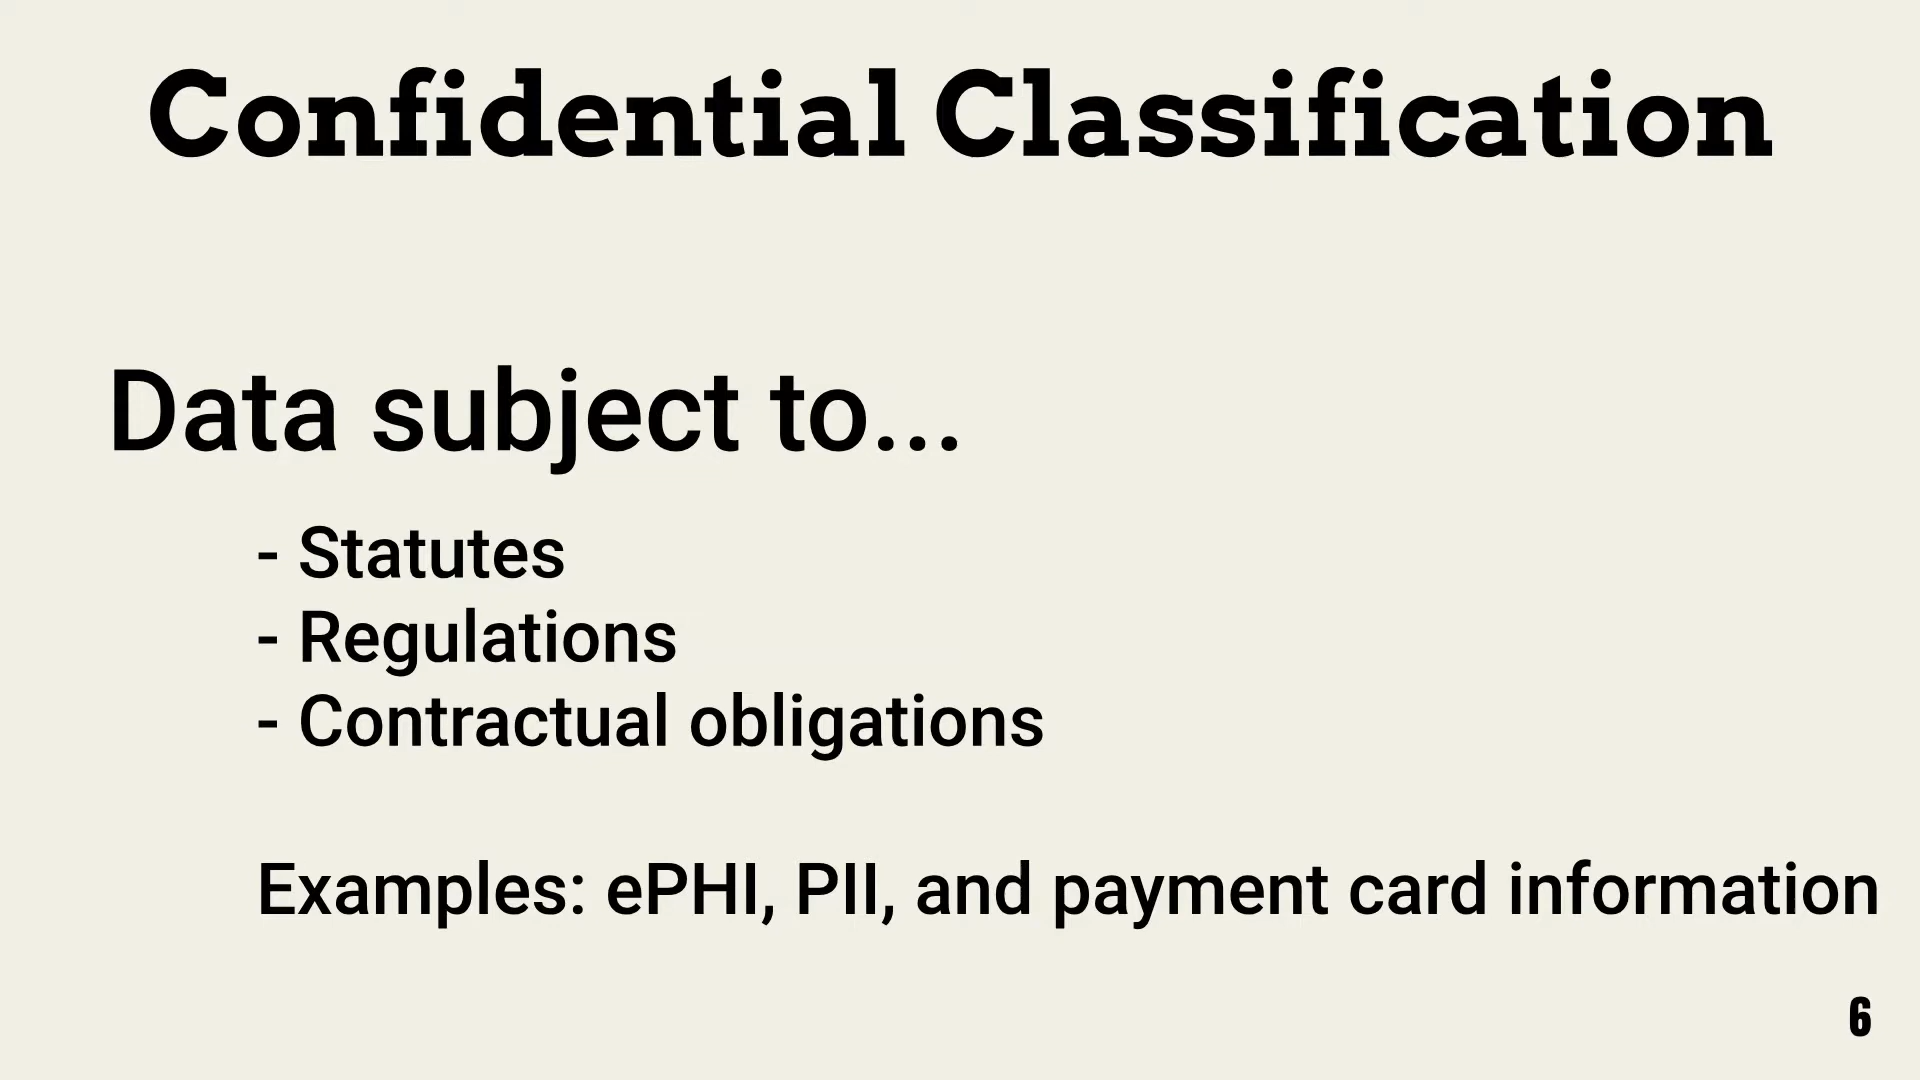 Confidential Classification
Data subject to...
- Statutes
- Regulations
- Contractual obligations
Examples: ePHI, PII, and payment card information
6